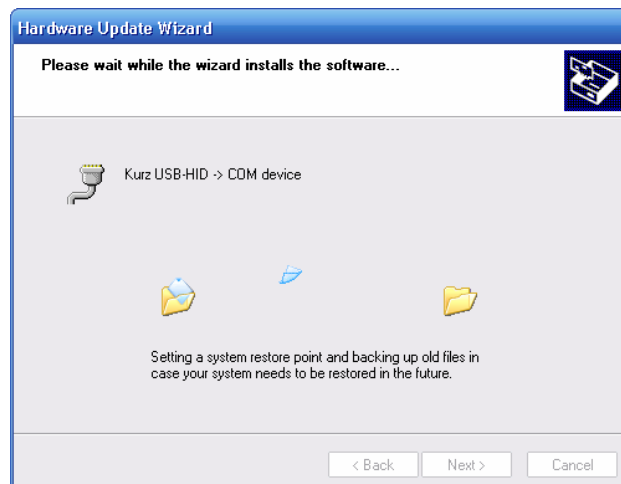 Hardware Update Wizard
Please wait while the wizard installs the software...
Kurz USB-HID -> COM device
Setting a system restore point and backing up old files in
case your system needs to be restored in the future.
< Back
Next >
Cancel